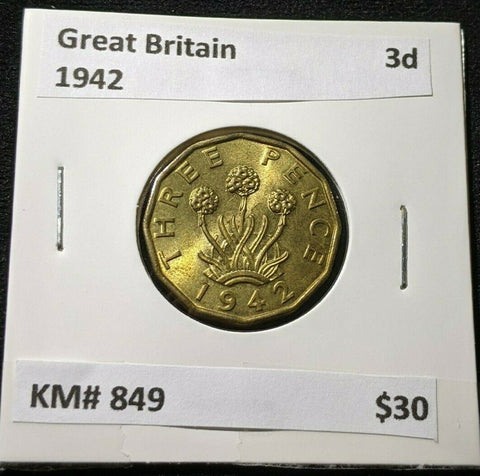 Great Britain 3d
1942
THREE PENCE
1942
KM# 849 $30